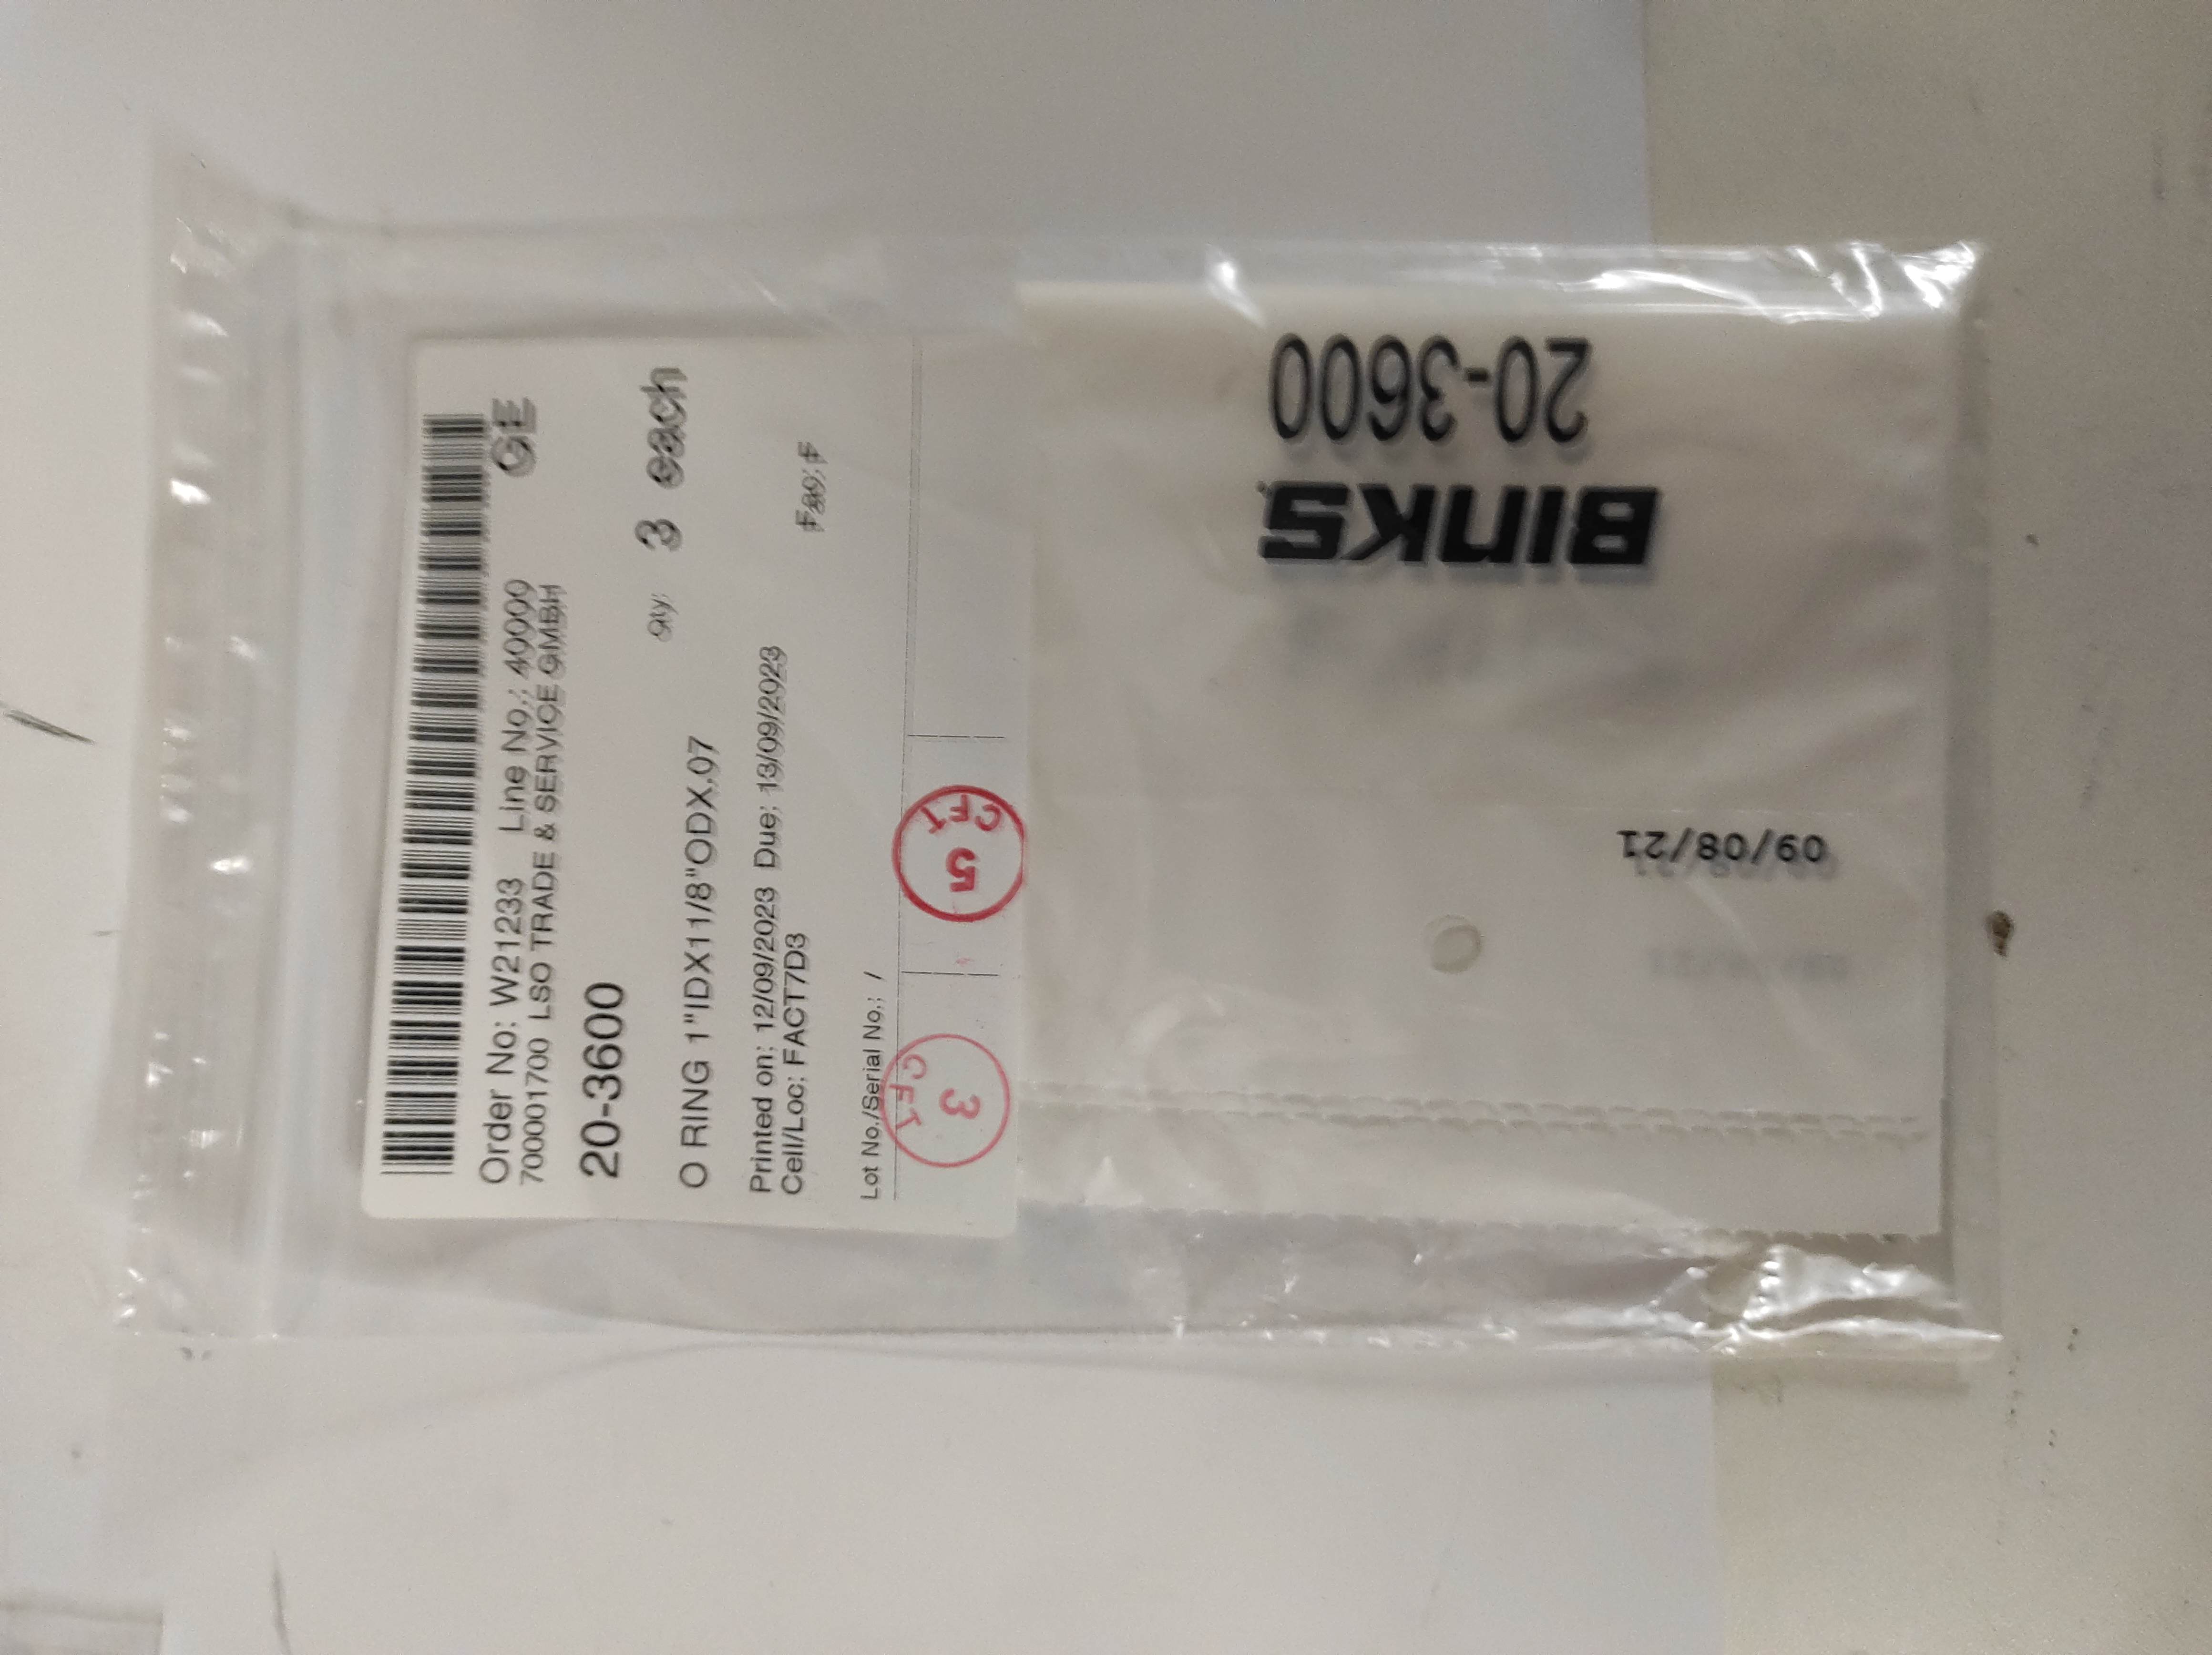 Order No: W21233 Line No.: 40000
GE
700001700 LSO TRADE & SERVICE GMBH
20-3600
Qty: 3 each
O RING 1"IDX11/8"ODX.07
Printed on: 12/09/2023 Due: 13/09/2023
Cell/Loc: FACT7D3
Lot No./Serial No.: /
3
CF1
5
CF1
BINKS
20-3600
09/08/21